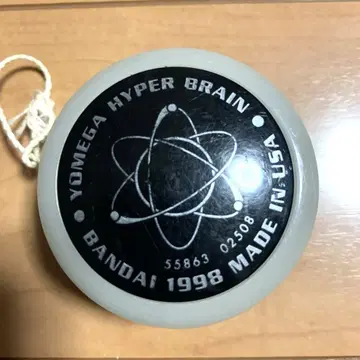 • YOMEGA HYPER BRAIN •
BANDAI 1998 MADE IN USA
55863 02508